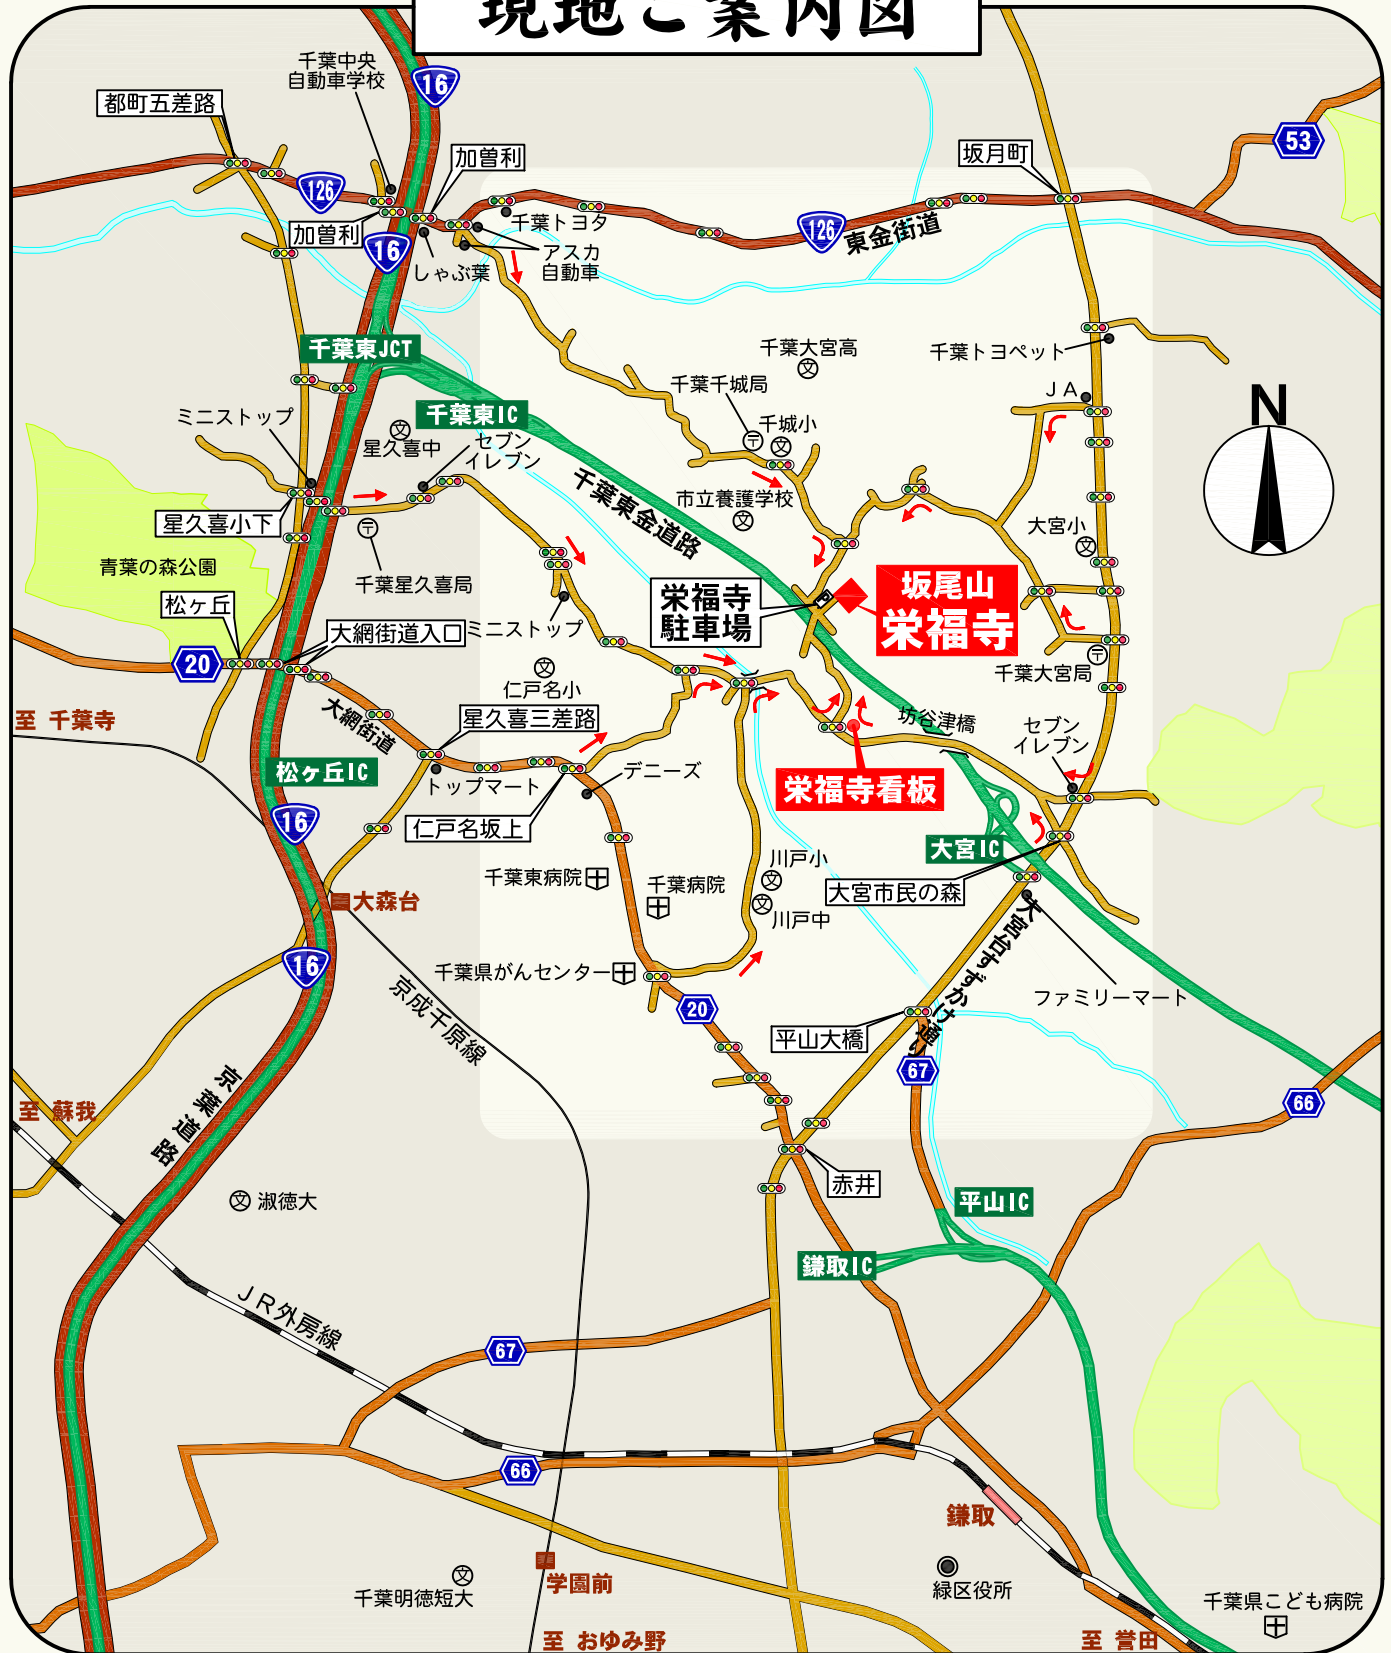 現地ご案内図
千葉中央
自動車学校
16
都町五差路
53
加曽利
坂月町
126
加曽利
千葉トヨタ
126
東金街道
16
しゃぶ葉
アスカ
自動車
千葉東JCT
千葉大宮高
千葉トヨペット
千葉千城局
JA
千葉東IC
ミニストップ
星久喜中
セブン
イレブン
千城小
N
千葉東金道路
市立養護学校
星久喜小下
大宮小
青葉の森公園
千葉星久喜局
栄福寺
駐車場
P
坂尾山
栄福寺
松ヶ丘
大網街道入口
ミニストップ
20
仁戸名小
千葉大宮局
至 千葉寺
大網街道
星久喜三差路
坊谷津橋
セブン
イレブン
松ヶ丘IC
トップマート
デニーズ
栄福寺看板
16
仁戸名坂上
大宮IC
川戸小
千葉東病院
千葉病院
大宮市民の森
大森台
川戸中
大宮台すずかけ通り
16
千葉県がんセンター
京成千原線
ファミリーマート
20
平山大橋
67
京葉道路
66
至 蘇我
赤井
淑徳大
平山IC
鎌取IC
JR外房線
67
66
鎌取
学園前
千葉明徳短大
緑区役所
千葉県こども病院
至 おゆみ野
至 誉田